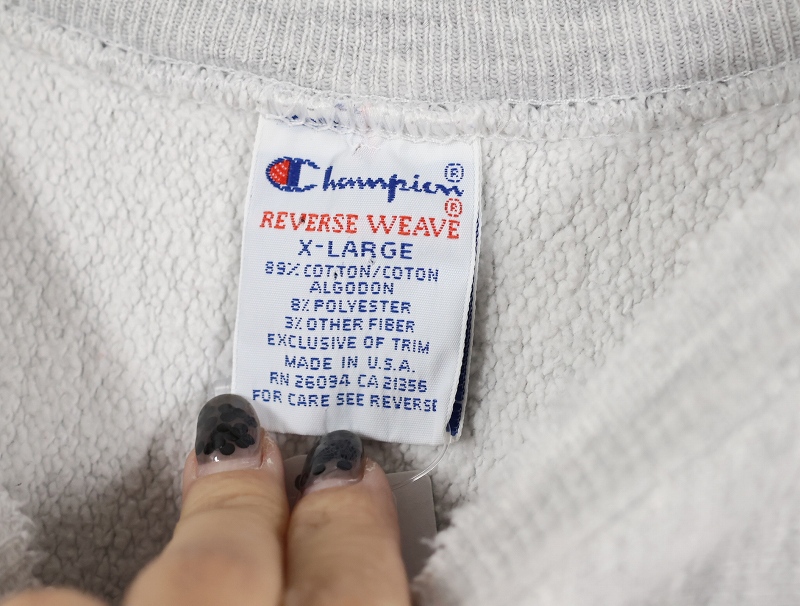 Champion®
REVERSE WEAVE®
X-LARGE
89% COTTON/COTON
ALGODON
8% POLYESTER
3% OTHER FIBER
EXCLUSIVE OF TRIM
MADE IN U.S.A.
RN 26094 CA 21356
FOR CARE SEE REVERSE